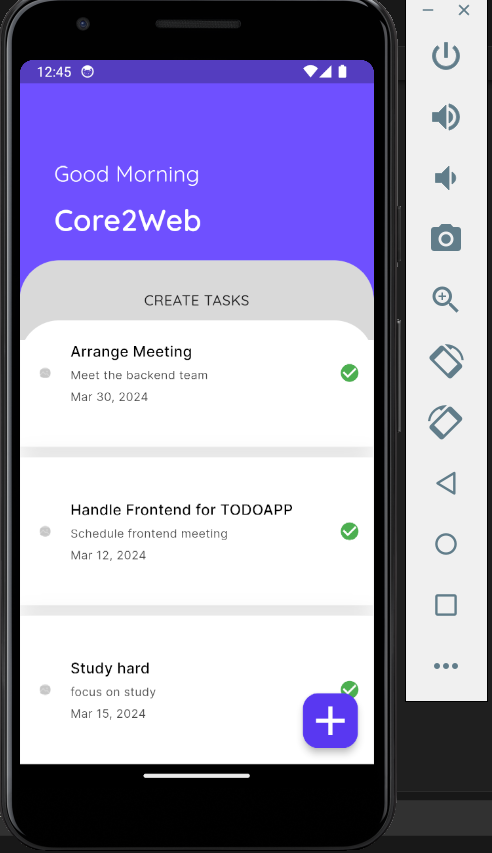 12:45
Good Morning
Core2Web
CREATE TASKS
Arrange Meeting
Meet the backend team
Mar 30, 2024
Handle Frontend for TODOAPP
Schedule frontend meeting
Mar 12, 2024
Study hard
focus on study
Mar 15, 2024